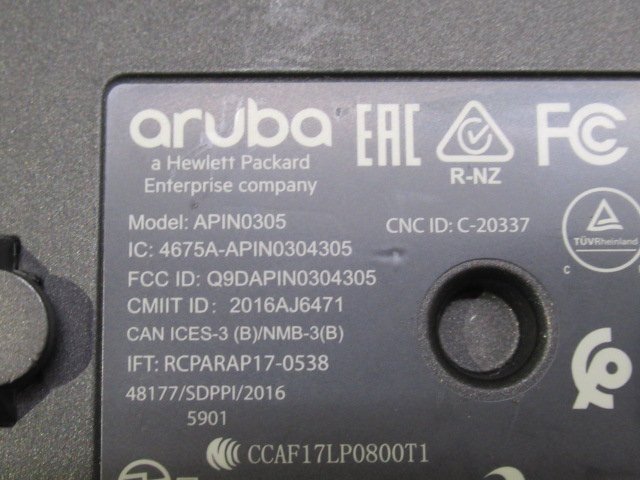 aruba
a Hewlett Packard
Enterprise company
EAC
R-NZ
FC
Model: APIN0305
CNC ID: C-20337
IC: 4675A-APIN0304305
TÜVRheinland
C
FCC ID: Q9DAPIN0304305
CMIIT ID: 2016AJ6471
CAN ICES-3 (B)/NMB-3(B)
IFT: RCPARAP17-0538
48177/SDPPI/2016
5901
CCAF17LP0800T1